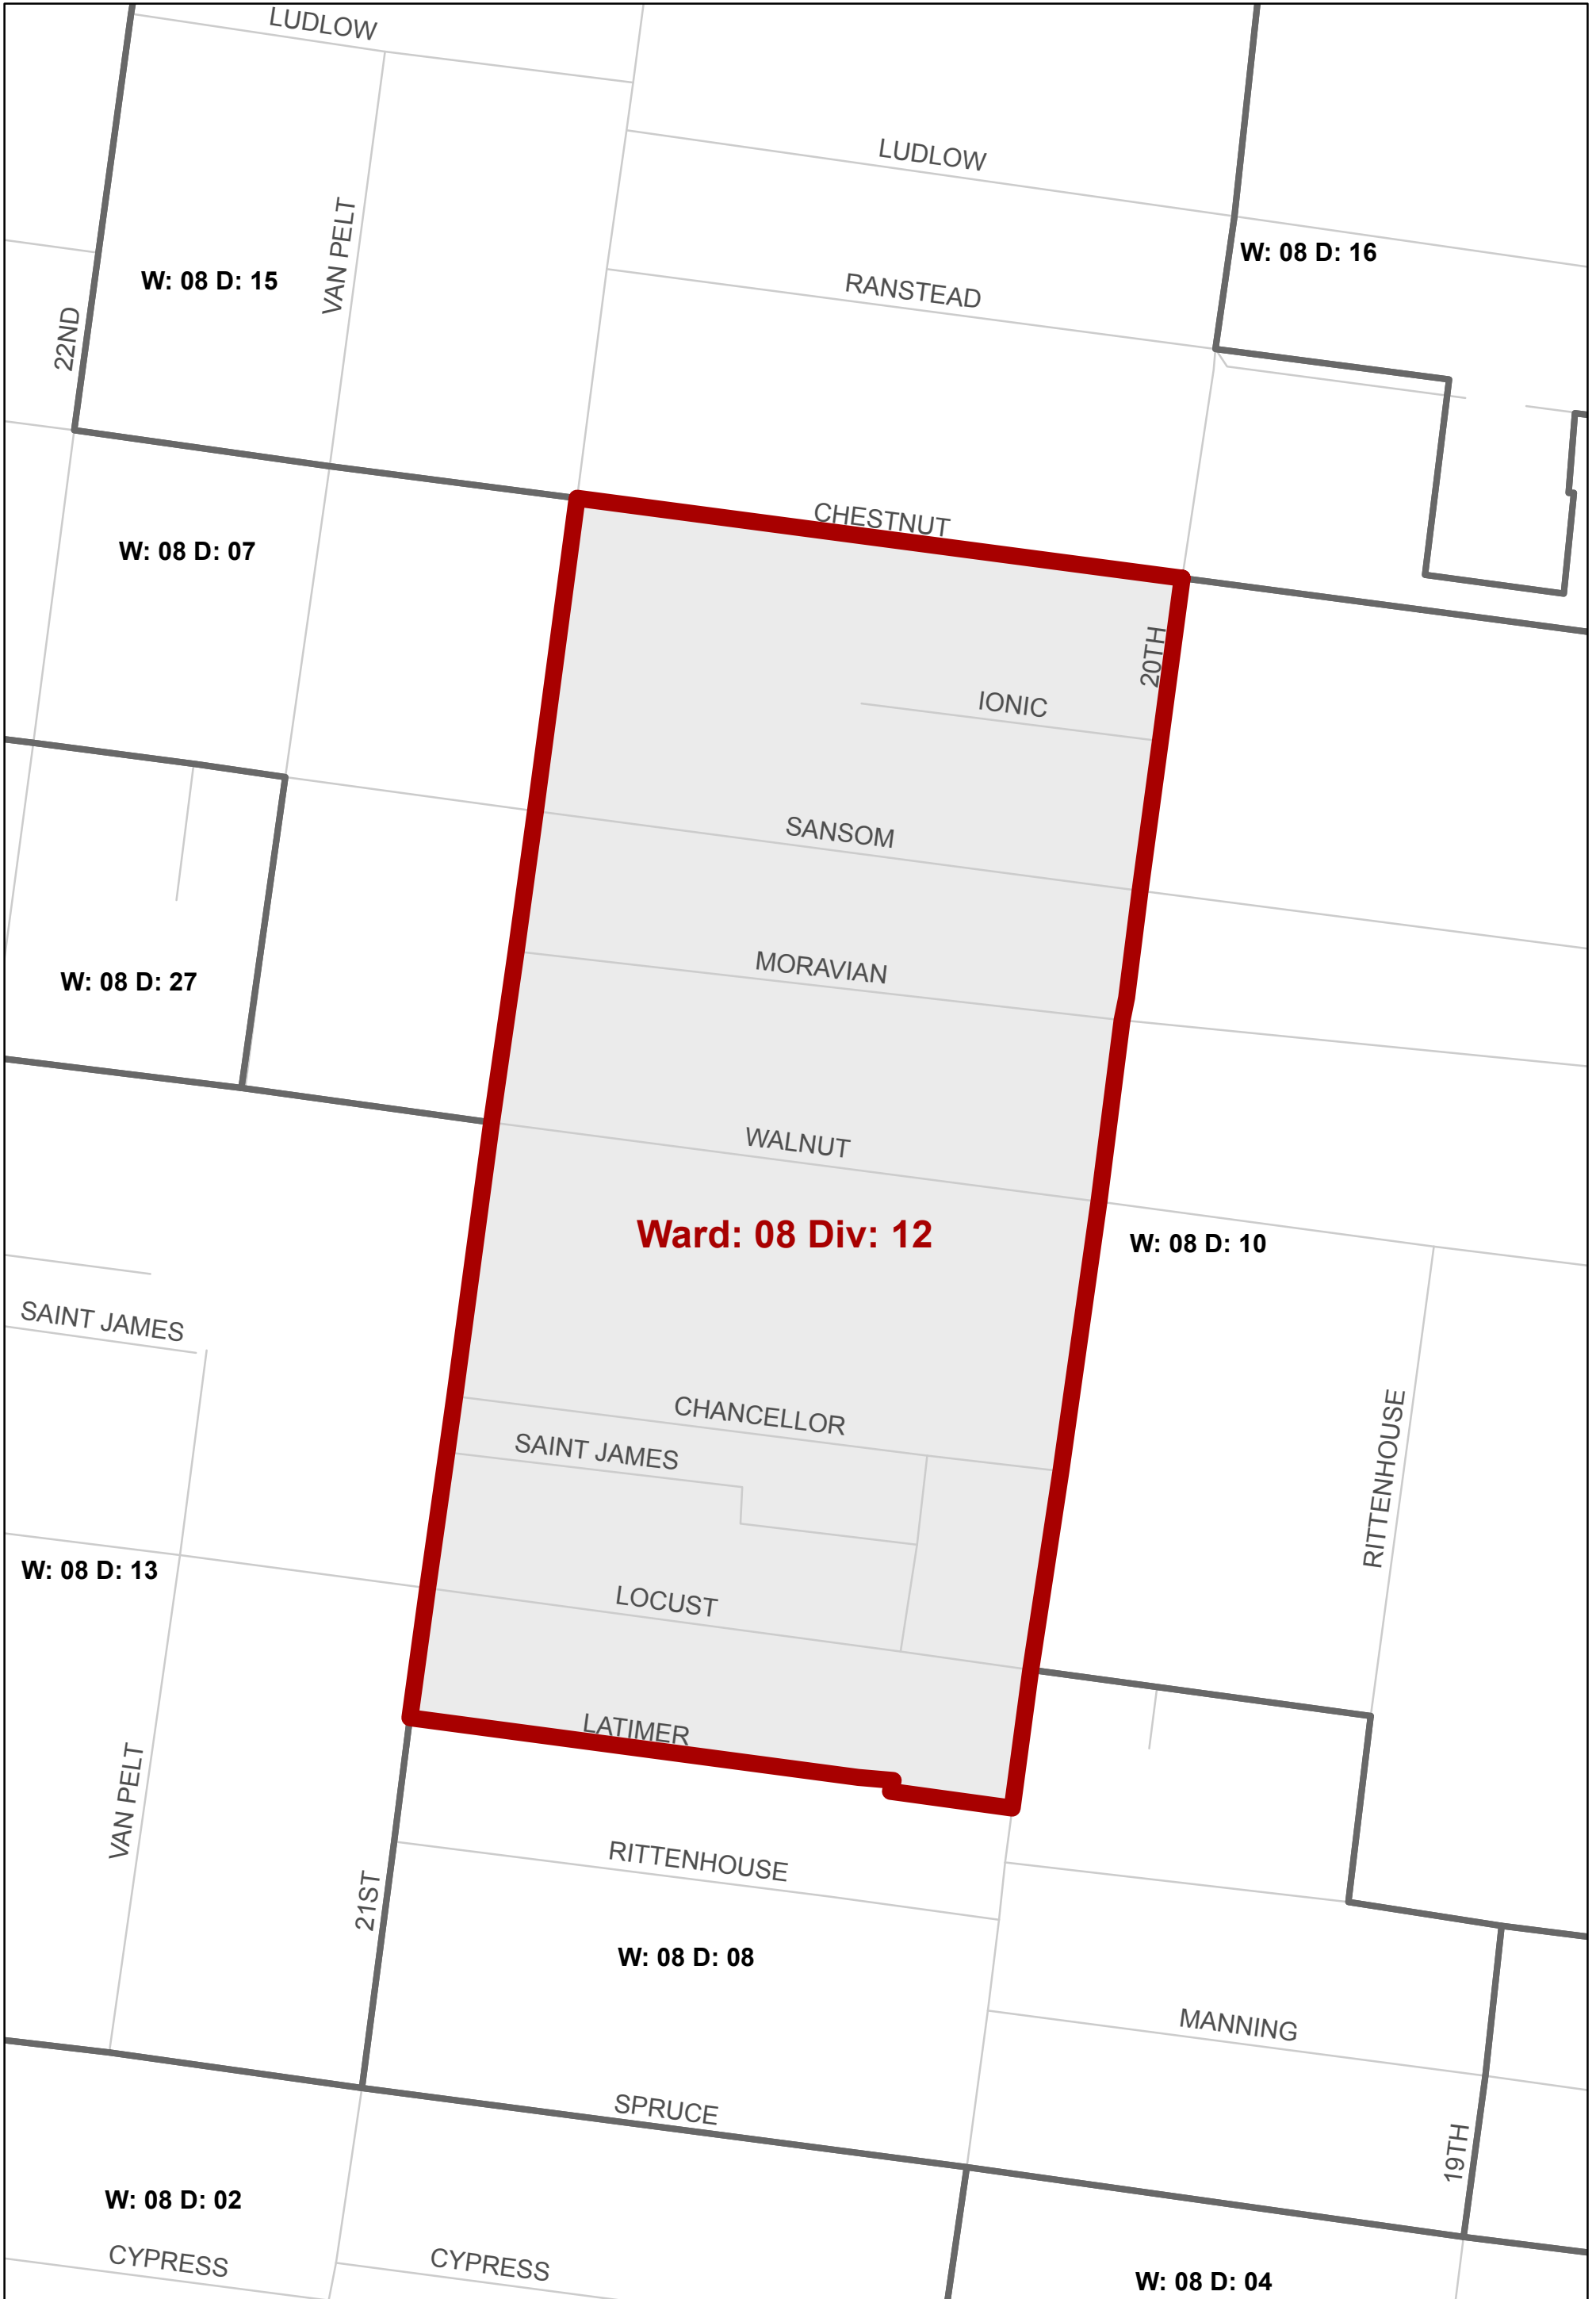 LUDLOW
LUDLOW
VAN PELT
W: 08 D: 16
W: 08 D: 15
RANSTEAD
22ND
CHESTNUT
W: 08 D: 07
20TH
IONIC
SANSOM
MORAVIAN
W: 08 D: 27
WALNUT
Ward: 08 Div: 12
W: 08 D: 10
SAINT JAMES
CHANCELLOR
SAINT JAMES
RITTENHOUSE
W: 08 D: 13
LOCUST
LATIMER
VAN PELT
RITTENHOUSE
21ST
W: 08 D: 08
MANNING
SPRUCE
19TH
W: 08 D: 02
CYPRESS
CYPRESS
W: 08 D: 04